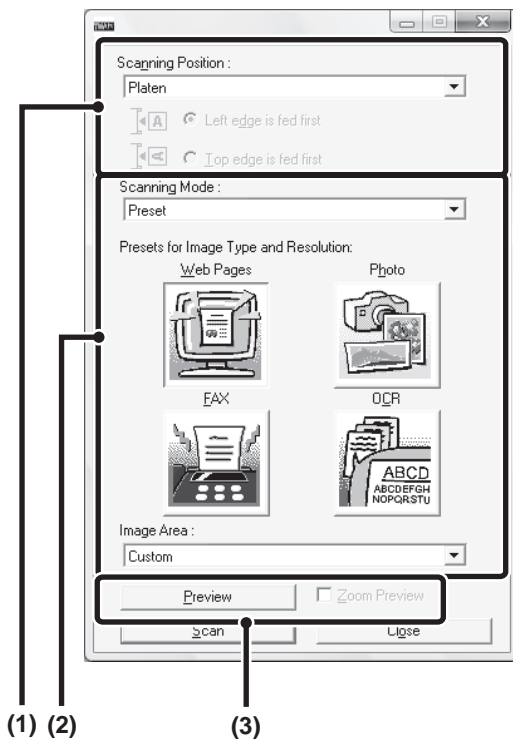 TWAIN
Scanning Position :
Platen
A Left edge is fed first
A Top edge is fed first
Scanning Mode :
Preset
Presets for Image Type and Resolution:
Web Pages Photo
FAX OCR
ABCD
ABCDEFGH
NOPQRSTU
Image Area :
Custom
Preview Zoom Preview
Scan Close
(1) (2) (3)